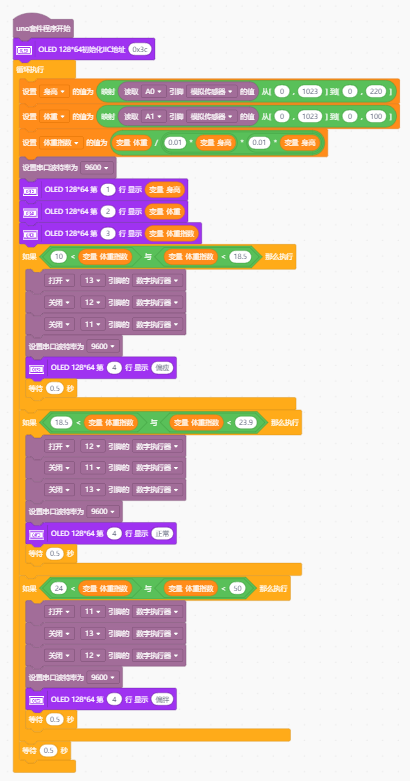 uno套件程序开始
OLED 128*64初始化IIC地址 0x3c
循环执行
设置 身高 的值为 映射 读取 A0 引脚 模拟传感器 的值 从[ 0 , 1023 ] 到[ 0 , 220 ]
设置 体重 的值为 映射 读取 A1 引脚 模拟传感器 的值 从[ 0 , 1023 ] 到[ 0 , 100 ]
设置 体重指数 的值为 变量 体重 / 0.01 * 变量 身高 * 0.01 * 变量 身高
设置串口波特率为 9600
OLED 128*64 第 1 行 显示 变量 身高
OLED 128*64 第 2 行 显示 变量 体重
OLED 128*64 第 3 行 显示 变量 体重指数
如果 10 < 变量 体重指数 与 变量 体重指数 < 18.5 那么执行
打开 13 引脚的 数字执行器
关闭 12 引脚的 数字执行器
关闭 11 引脚的 数字执行器
设置串口波特率为 9600
OLED 128*64 第 4 行 显示 偏瘦
等待 0.5 秒
如果 18.5 < 变量 体重指数 与 变量 体重指数 < 23.9 那么执行
打开 12 引脚的 数字执行器
关闭 11 引脚的 数字执行器
关闭 13 引脚的 数字执行器
设置串口波特率为 9600
OLED 128*64 第 4 行 显示 正常
等待 0.5 秒
如果 24 < 变量 体重指数 与 变量 体重指数 < 50 那么执行
打开 11 引脚的 数字执行器
关闭 13 引脚的 数字执行器
关闭 12 引脚的 数字执行器
设置串口波特率为 9600
OLED 128*64 第 4 行 显示 偏胖
等待 0.5 秒
等待 0.5 秒